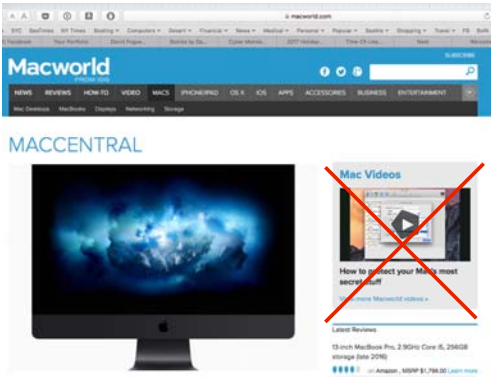 macworld.com
Macworld
FROM IDG
SUBSCRIBE
NEWS REVIEWS HOW-TO VIDEO MACS IPHONE/IPAD OS X IOS APPS ACCESSORIES BUSINESS ENTERTAINMENT
Mac Desktops MacBooks Displays Networking Storage
MACCENTRAL
Mac Videos
How to protect your Mac's most
secret stuff
View more Macworld videos »
Latest Reviews
13-inch MacBook Pro, 2.9GHz Core i5, 256GB
storage (late 2016)
on Amazon , MSRP $1,799.00 Learn more